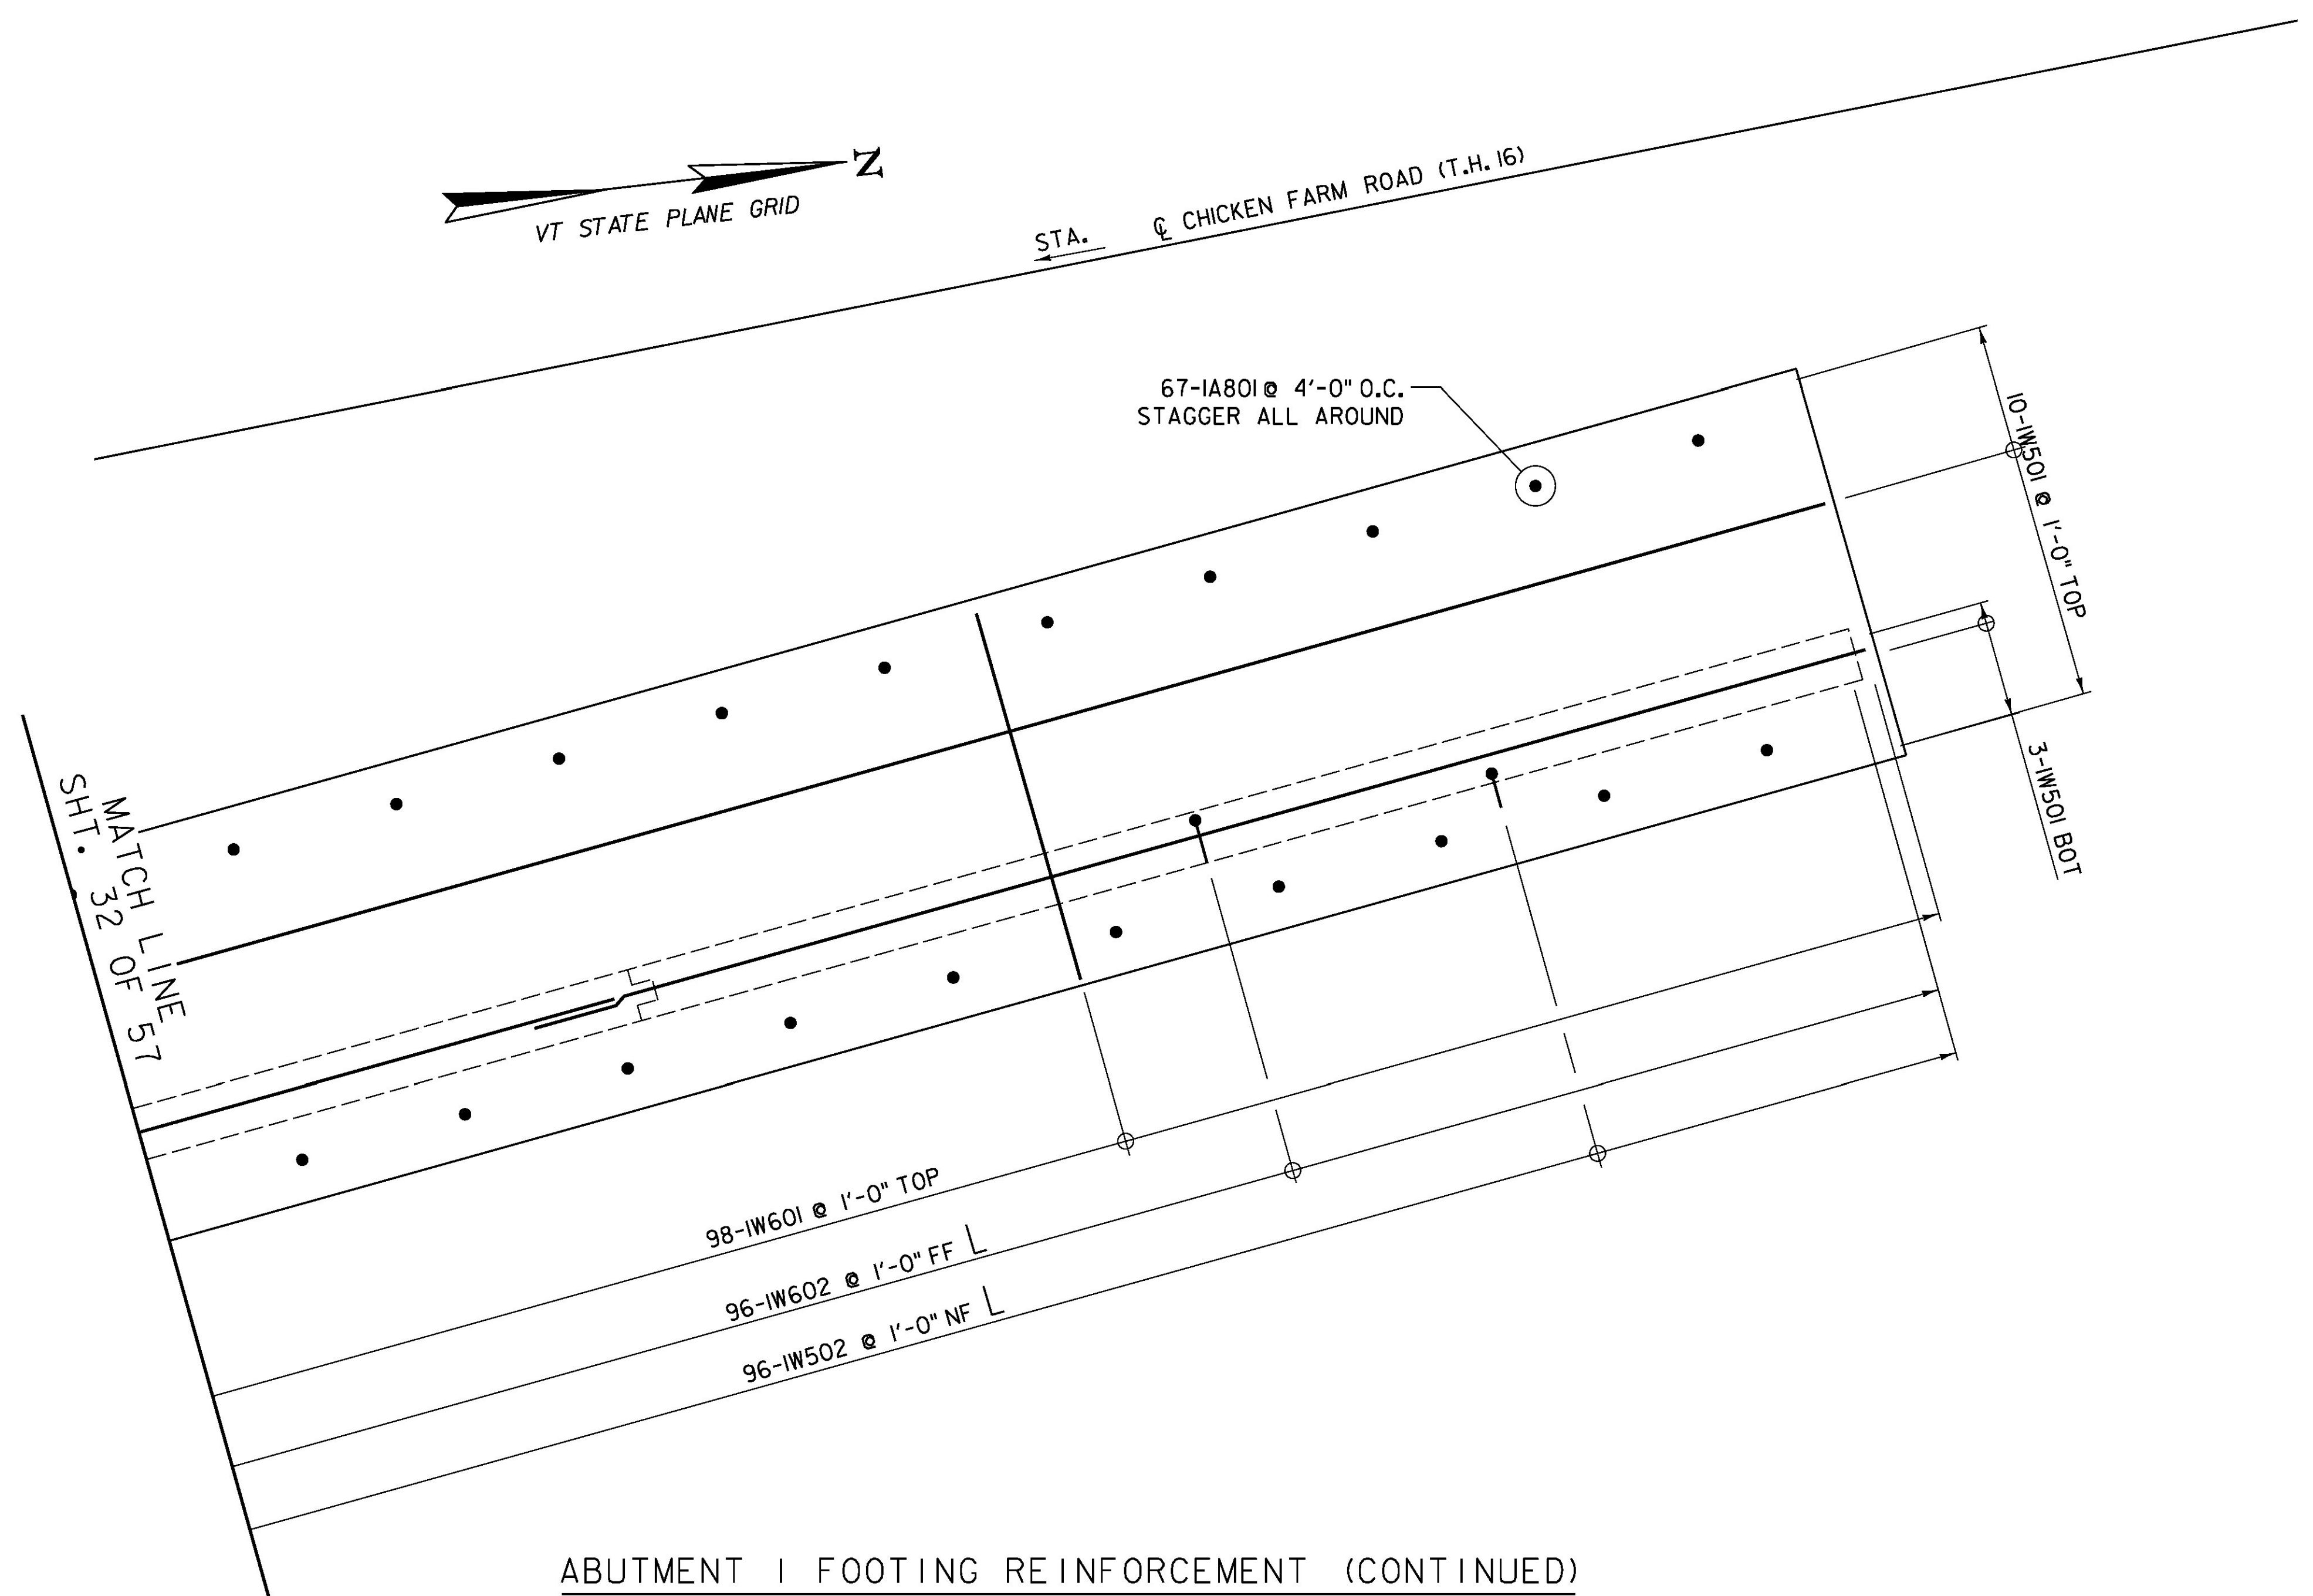 N
VT STATE PLANE GRID
STA.
℄ CHICKEN FARM ROAD (T.H. 16)
67-1A801 @ 4'-0" O.C.
STAGGER ALL AROUND
10-1W501 @ 1'-0" TOP
3-1W501 BOT
MATCH LINE
SHT. 32 OF 57
98-1W601 @ 1'-0" TOP
96-1W602 @ 1'-0" FF
96-1W502 @ 1'-0" NF
ABUTMENT 1 FOOTING REINFORCEMENT (CONTINUED)